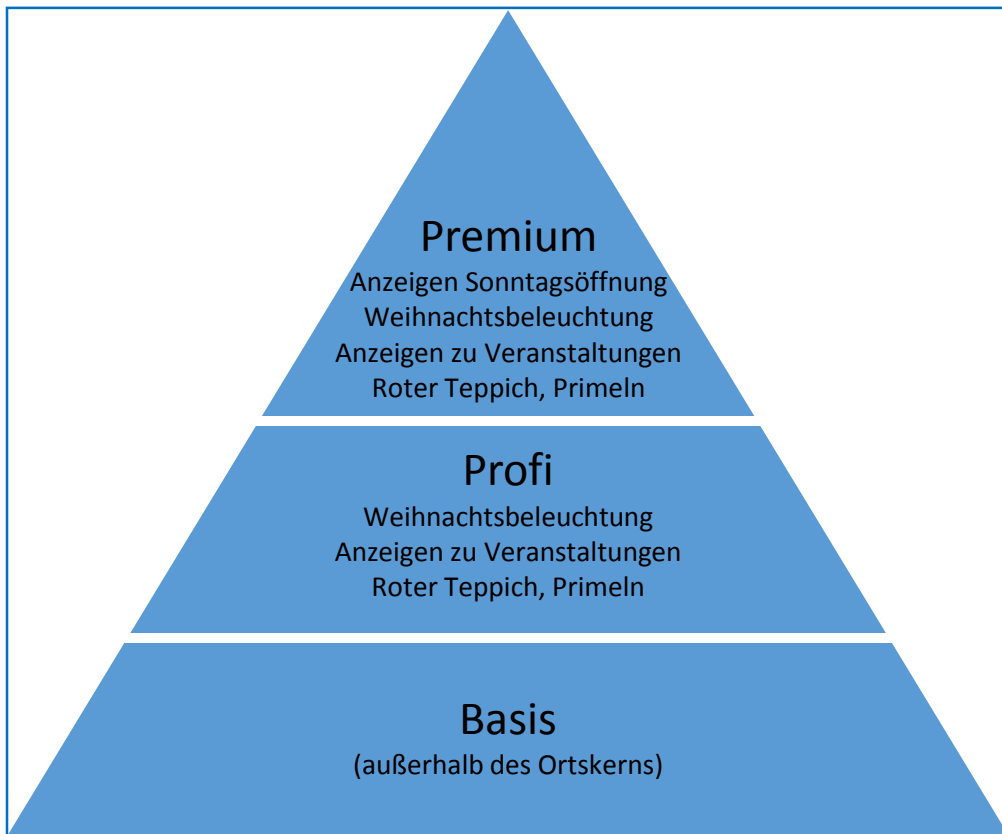 Premium
Anzeigen Sonntagsöffnung
Weihnachtsbeleuchtung
Anzeigen zu Veranstaltungen
Roter Teppich, Primeln
Profi
Weihnachtsbeleuchtung
Anzeigen zu Veranstaltungen
Roter Teppich, Primeln
Basis
(außerhalb des Ortskerns)